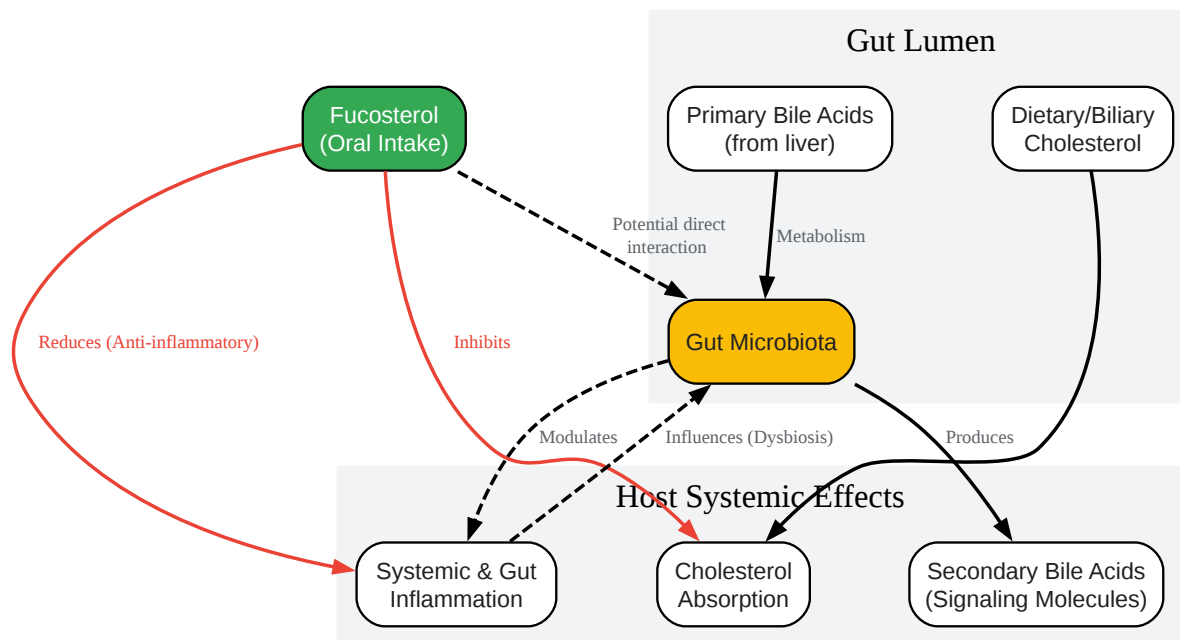 Gut Lumen
Fucosterol
(Oral Intake)
Primary Bile Acids
(from liver)
Dietary/Biliary
Cholesterol
Potential direct
interaction
Metabolism
Reduces (Anti-inflammatory)
Inhibits
Gut Microbiota
Modulates
Influences (Dysbiosis)
Produces
Host Systemic Effects
Systemic & Gut
Inflammation
Cholesterol
Absorption
Secondary Bile Acids
(Signaling Molecules)